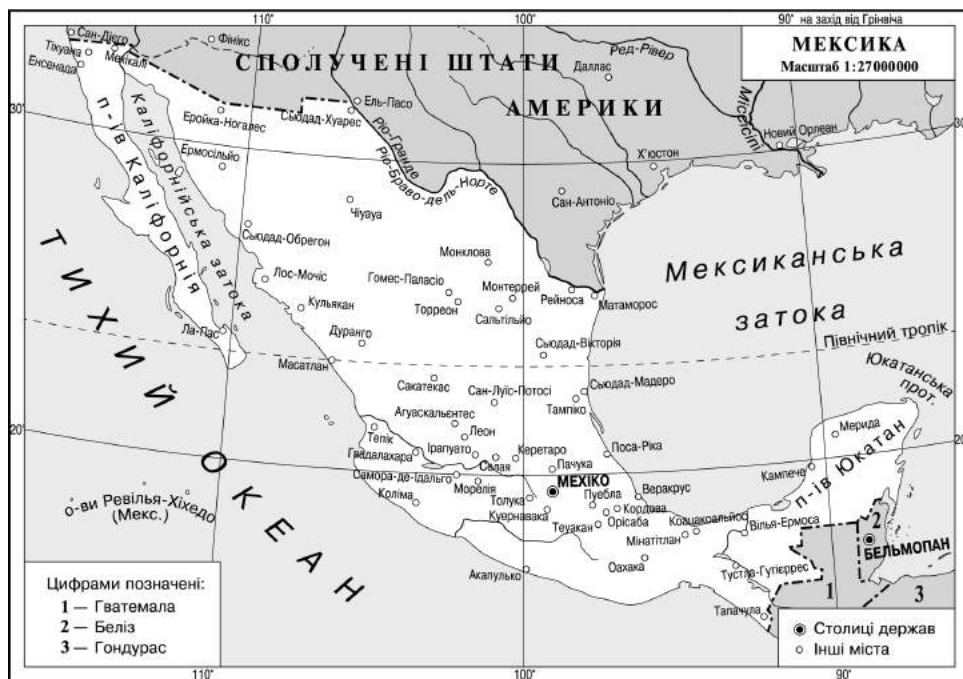 110°
100°
90° на захід від Грінвіча
МЕКСИКА
Масштаб 1:27000000
Сан-Дієго
Фінікс
Тіхуана
Мехікалі
Енсенада
СПОЛУЧЕНІ ШТАТИ
АМЕРИКИ
Ред-Рівер
Даллас
Міссісіпі
30°
30°
Ель-Пасо
Еройка-Ногалес
Сьюдад-Хуарес
Новий Орлеан
Х'юстон
Ріо-Гранде
Ріо-Браво-дель-Норте
Сан-Антоніо
п-ів Каліфорнія
Каліфорнійська затока
Ермосільйо
Чіуауа
Сьюдад-Обрегон
Монклова
Мексиканська
затока
Лос-Мочіс
Гомес-Паласіо
Монтеррей
Рейноса
Матаморос
Кульякан
Торреон
Сальтільйо
Ла-Пас
Дуранго
Сьюдад-Вікторія
Північний тропік
Масатлан
Юкатанська
прот.
Сакатекас
Сан-Луїс-Потосі
Сьюдад-Мадеро
Агуаскальєнтес
Тампіко
20°
20°
Тепік
Леон
Мерида
Гвадалахара
Ірапуато
Селая
Керетаро
Поса-Ріка
Пачука
Кампече
п-ів Юкатан
Самора-де-Ідальго
Морелія
МЕХІКО
Веракрус
о-ви Ревілья-Хіхедо
(Мекс.)
Коліма
Толука
Пуебла
Кордова
Куернавака
Орісаба
Коацакоалькос
Вілья-Ермоса
Теуакан
Мінатітлан
2
БЕЛЬМОПАН
Акапулько
Оахака
Тустла-Гутієррес
1
3
Тапачула
ТИХИЙ ОКЕАН
Цифрами позначені:
1 — Гватемала
2 — Беліз
3 — Гондурас
Столиці держав
Інші міста
110°
100°
90°